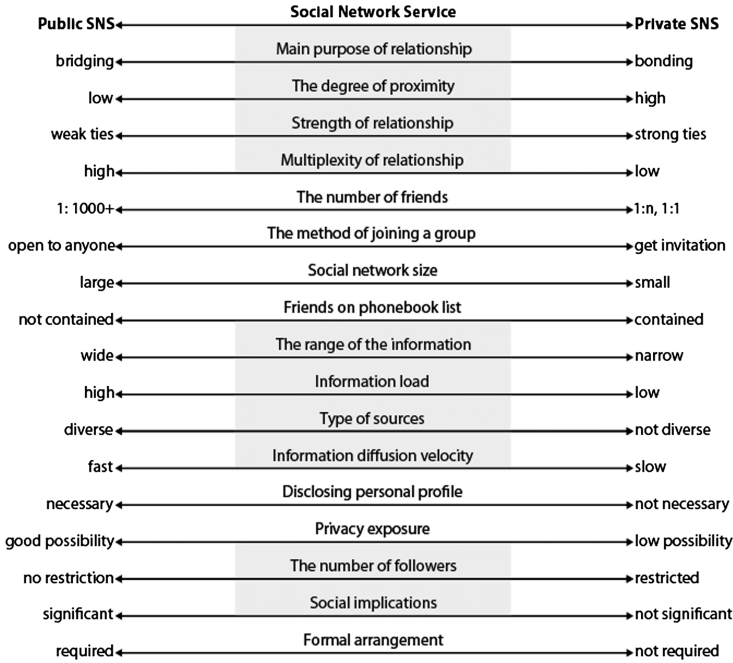 Social Network Service
Public SNS Private SNS
Main purpose of relationship
bridging bonding
The degree of proximity
low high
Strength of relationship
weak ties strong ties
Multiplexity of relationship
high low
The number of friends
1: 1000+ 1:n, 1:1
The method of joining a group
open to anyone get invitation
Social network size
large small
Friends on phonebook list
not contained contained
The range of the information
wide narrow
Information load
high low
Type of sources
diverse not diverse
Information diffusion velocity
fast slow
Disclosing personal profile
necessary not necessary
Privacy exposure
good possibility low possibility
The number of followers
no restriction restricted
Social implications
significant not significant
Formal arrangement
required not required